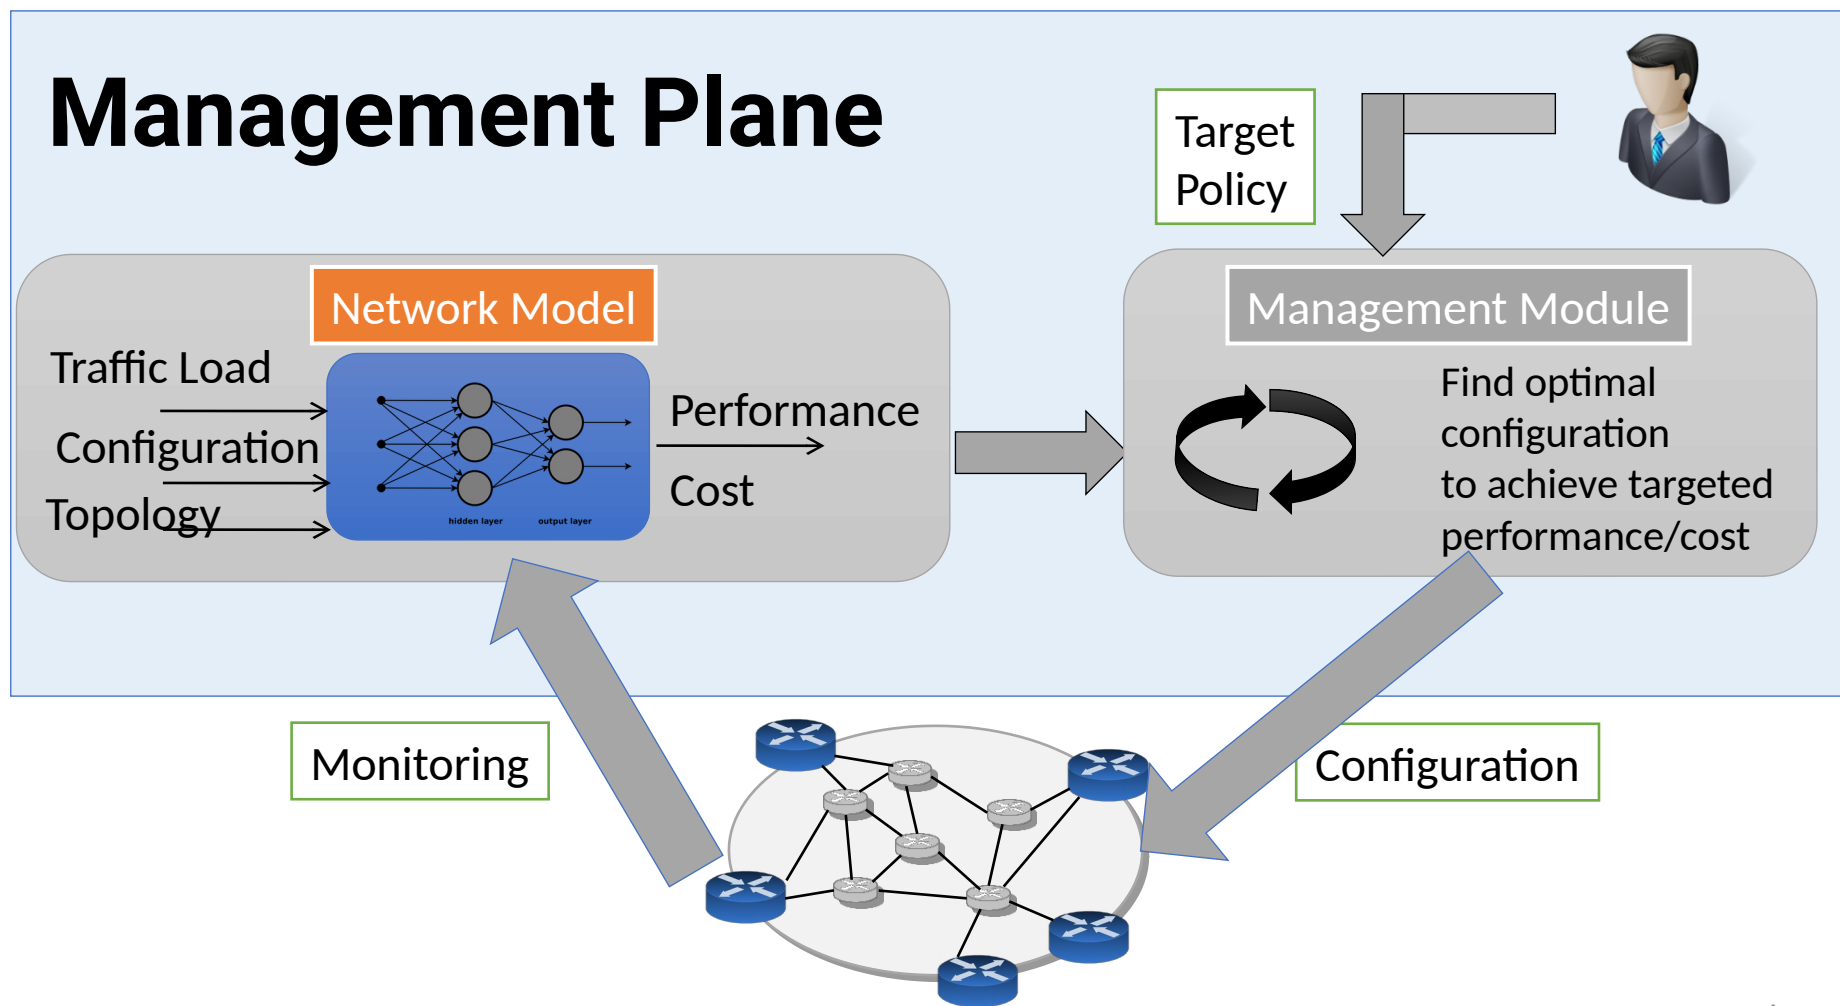 Management Plane
Target
Policy
Network Model
Management Module
Traffic Load
Configuration
Topology
hidden layer
output layer
Performance
Cost
Find optimal
configuration
to achieve targeted
performance/cost
Monitoring
Configuration